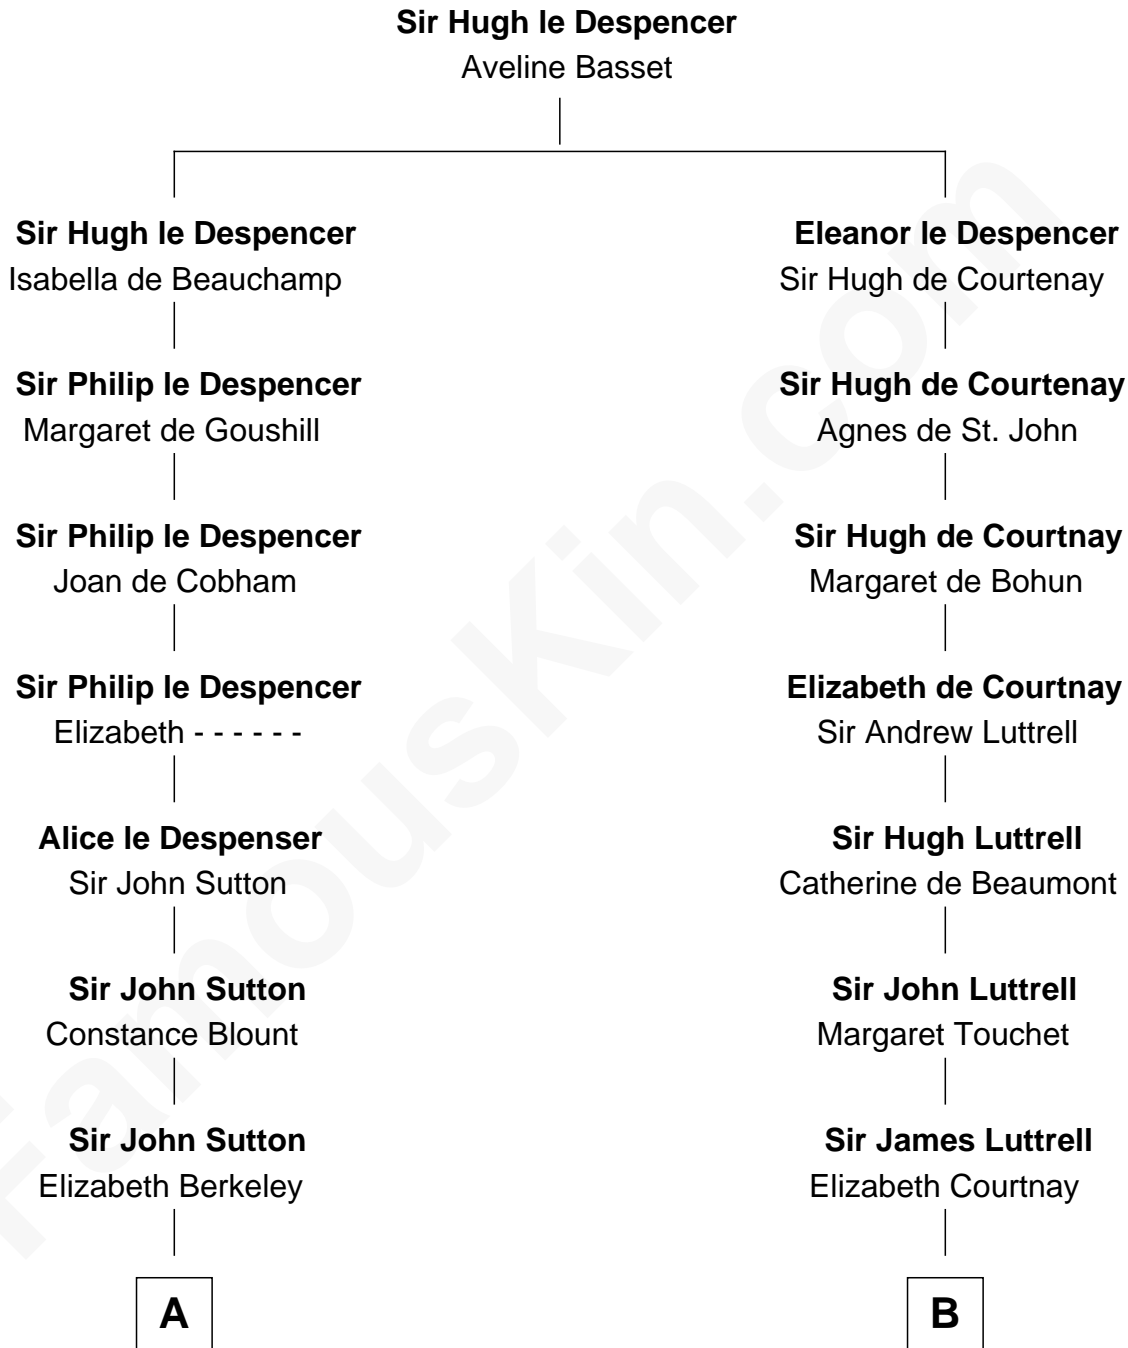 Sir Hugh le Despencer
Aveline Basset
Sir Hugh le Despencer
Isabella de Beauchamp
Eleanor le Despencer
Sir Hugh de Courtenay
Sir Philip le Despencer
Margaret de Goushill
Sir Hugh de Courtenay
Agnes de St. John
Sir Philip le Despencer
Joan de Cobham
Sir Hugh de Courtnay
Margaret de Bohun
Sir Philip le Despencer
Elizabeth - - - - - -
Elizabeth de Courtnay
Sir Andrew Luttrell
Alice le Despenser
Sir John Sutton
Sir Hugh Luttrell
Catherine de Beaumont
Sir John Sutton
Constance Blount
Sir John Luttrell
Margaret Touchet
Sir John Sutton
Elizabeth Berkeley
Sir James Luttrell
Elizabeth Courtnay
A
B
FamousKin.com